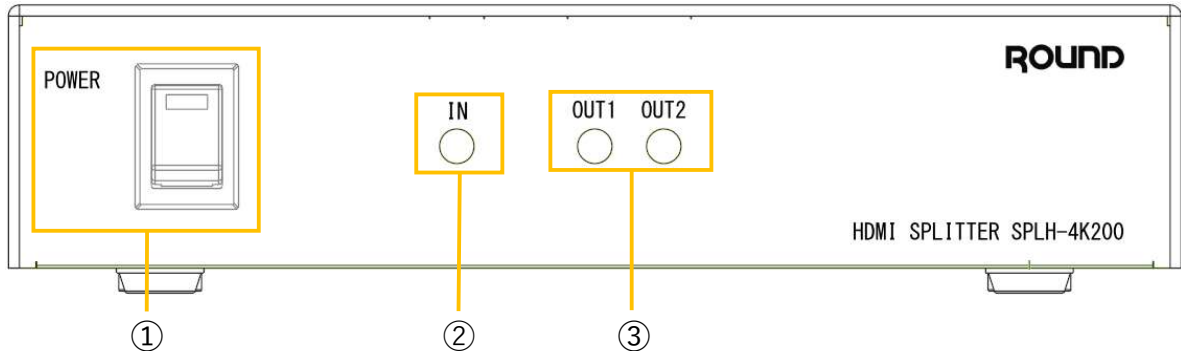 ROUND
POWER
IN
OUT1 OUT2
HDMI SPLITTER SPLH-4K200
① ② ③